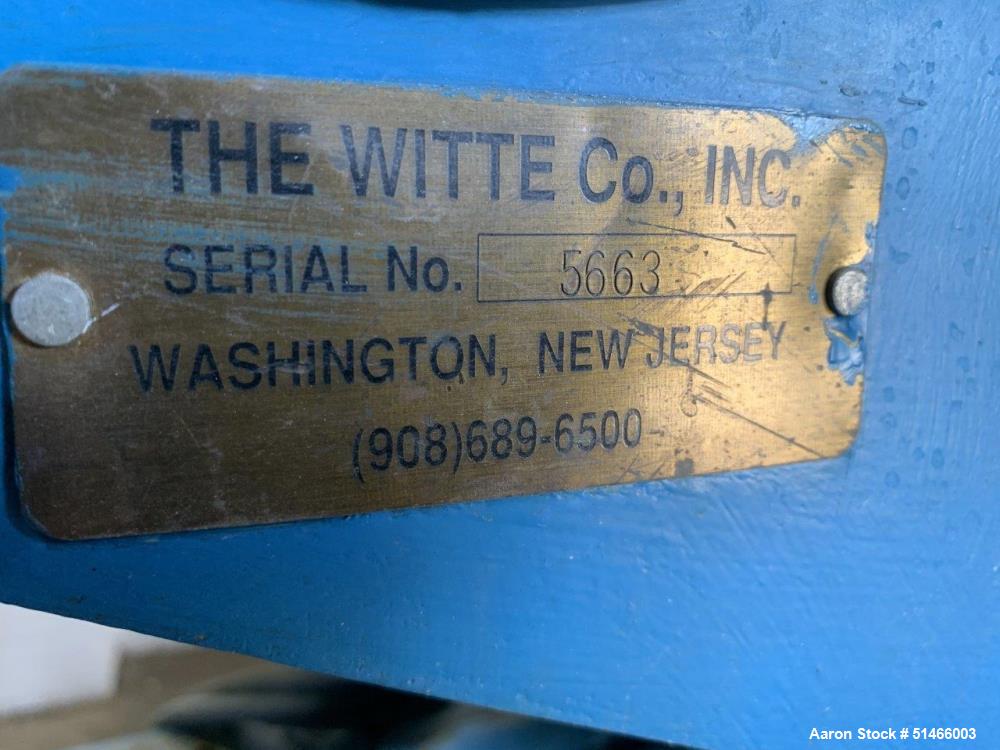 THE WITTE Co., INC.
SERIAL No. 5663
WASHINGTON, NEW JERSEY
(908)689-6500
Aaron Stock # 51466003